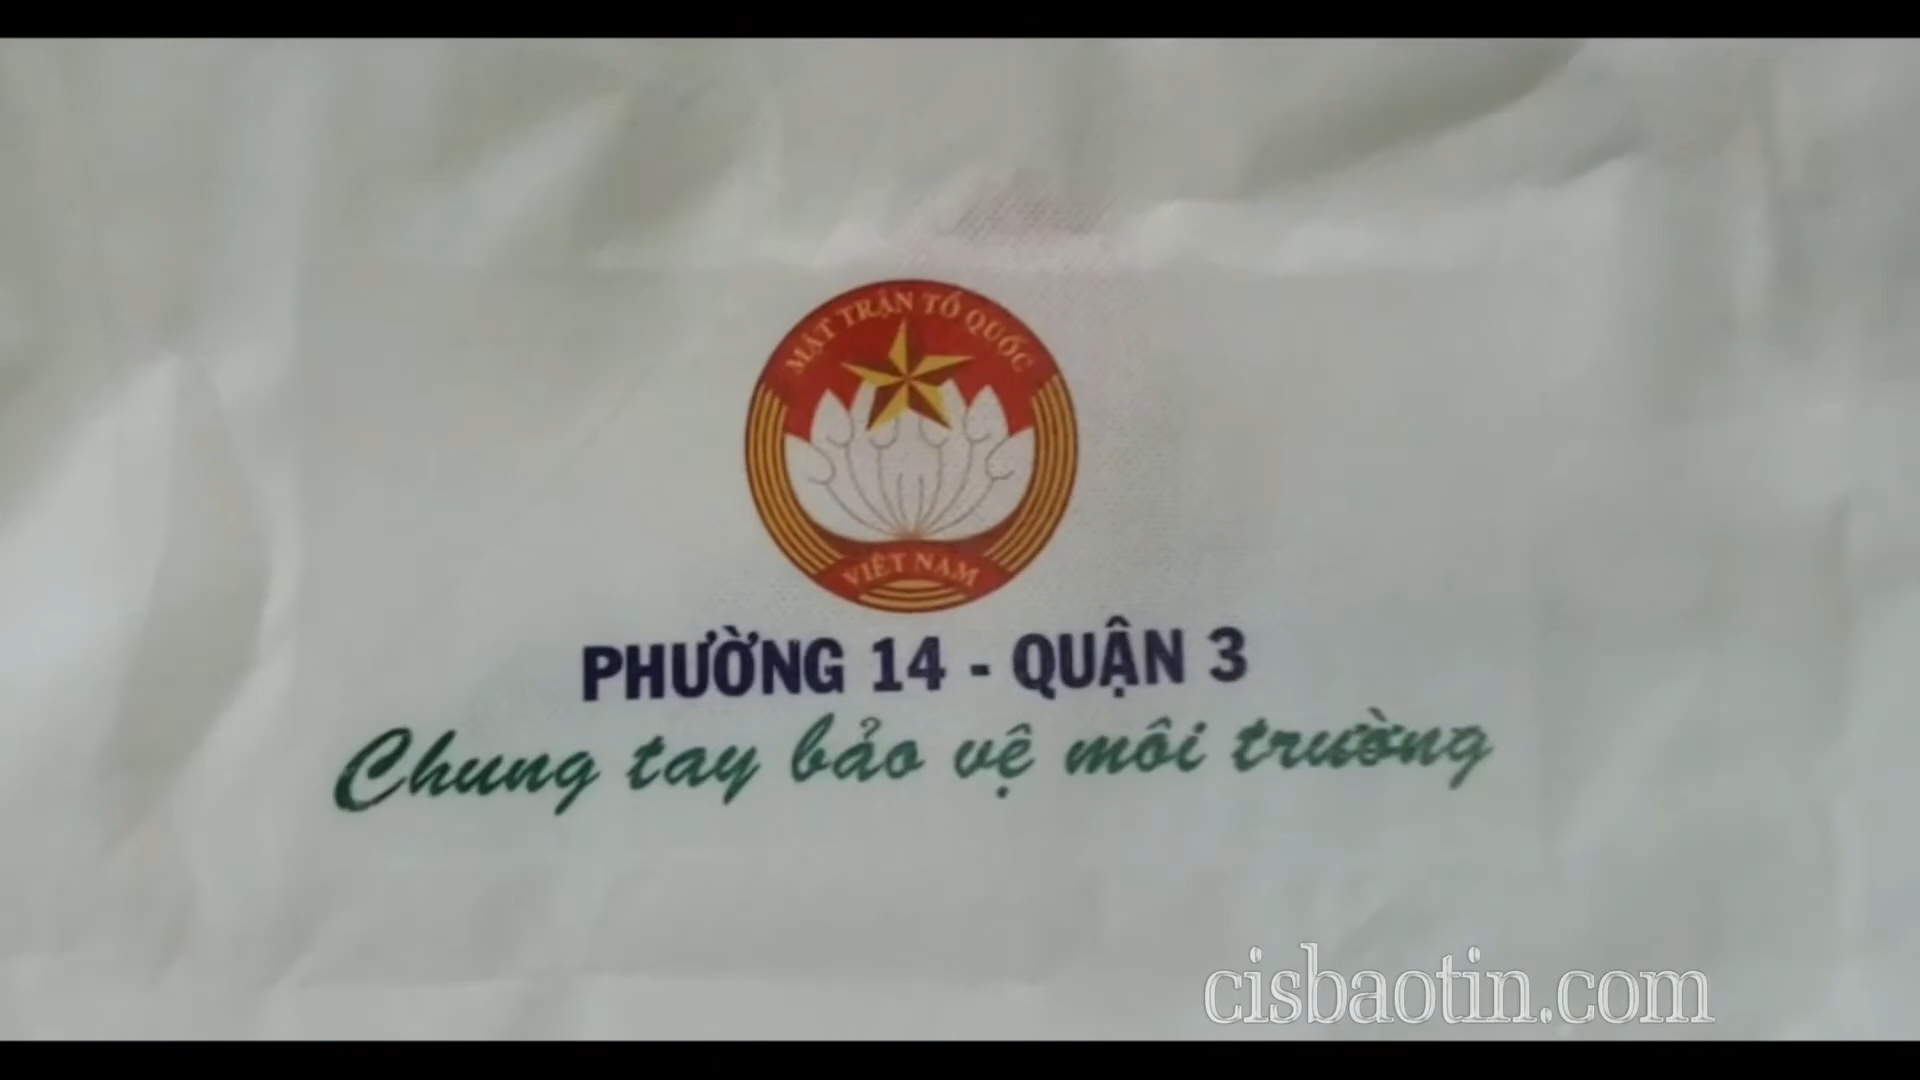 MẶT TRẬN TỔ QUỐC
VIỆT NAM
PHƯỜNG 14 - QUẬN 3
Chung tay bảo vệ môi trường
cisbaotin.com